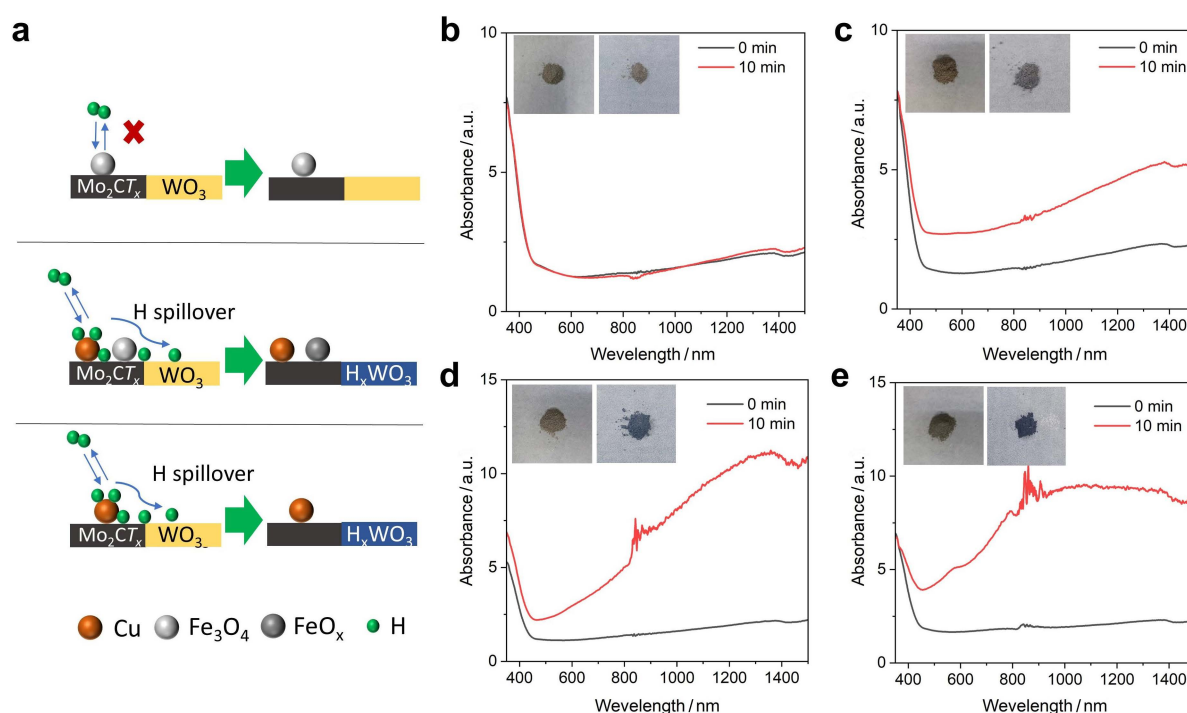 a
Mo₂CTₓ WO₃
H spillover
Mo₂CTₓ WO₃
HₓWO₃
H spillover
Mo₂CTₓ WO₃
HₓWO₃
Cu Fe₃O₄ FeOₓ H
b
0 min
10 min
Absorbance / a.u.
10
5
0
400 600 800 1000 1200 1400
Wavelength / nm
c
0 min
10 min
Absorbance / a.u.
10
5
0
400 600 800 1000 1200 1400
Wavelength / nm
d
0 min
10 min
Absorbance / a.u.
15
10
5
0
400 600 800 1000 1200 1400
Wavelength / nm
e
0 min
10 min
Absorbance / a.u.
15
10
5
0
400 600 800 1000 1200 1400
Wavelength / nm